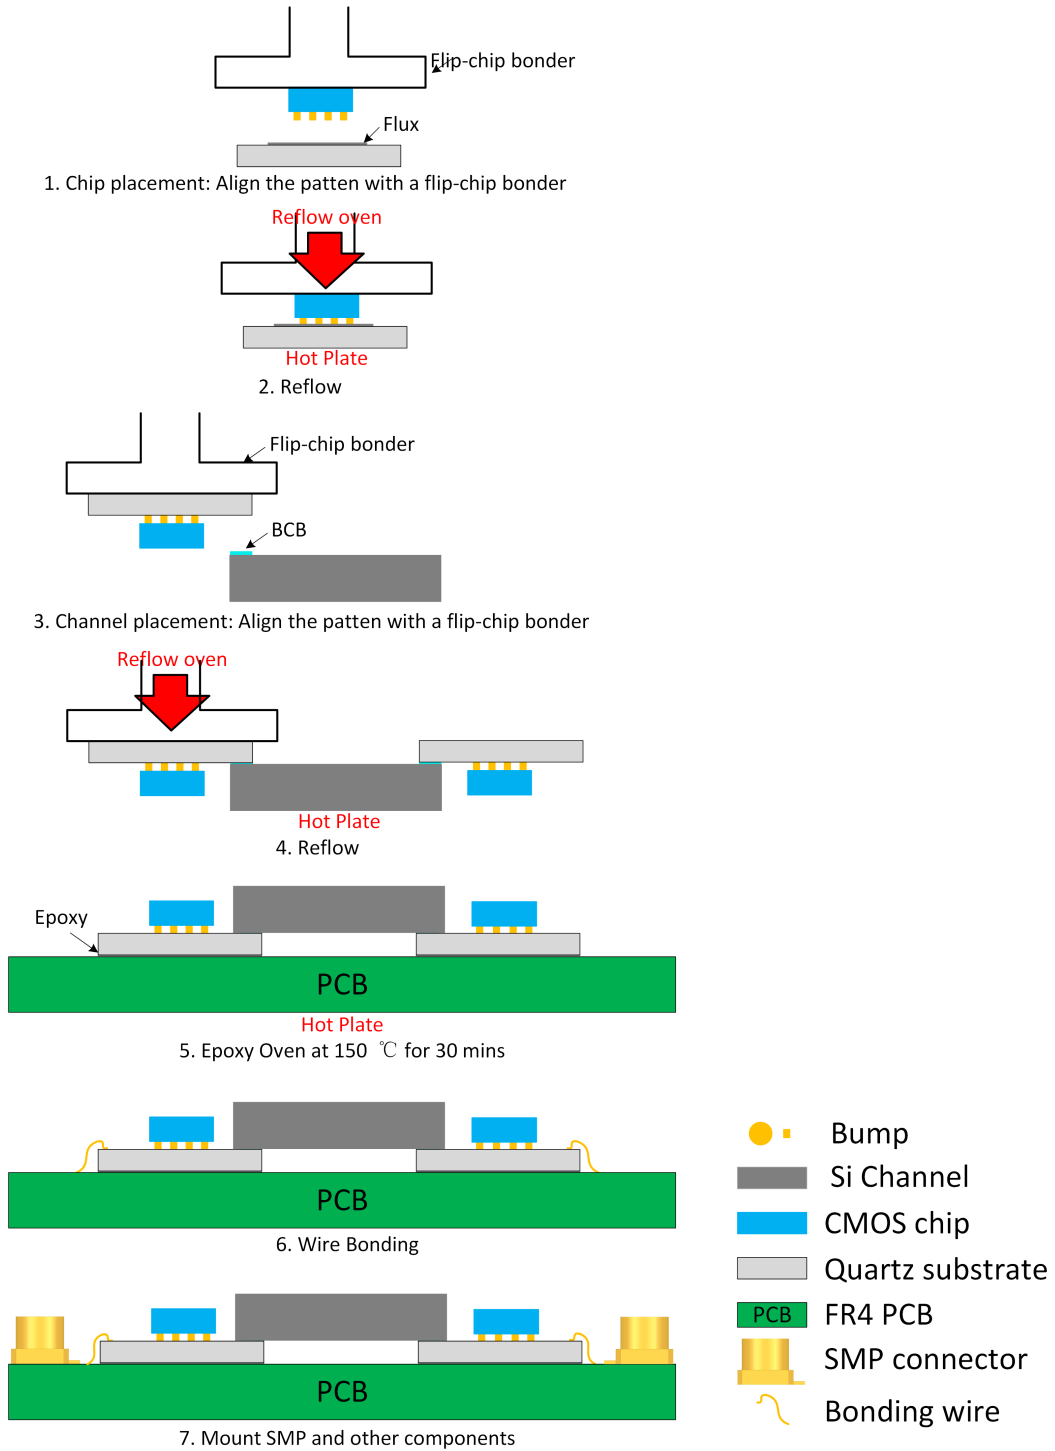 Flip-chip bonder
Flux
1. Chip placement: Align the patten with a flip-chip bonder
Reflow oven
Hot Plate
2. Reflow
Flip-chip bonder
BCB
3. Channel placement: Align the patten with a flip-chip bonder
Reflow oven
Hot Plate
4. Reflow
Epoxy
PCB
Hot Plate
5. Epoxy Oven at 150 ℃ for 30 mins
PCB
6. Wire Bonding
PCB
7. Mount SMP and other components
Bump
Si Channel
CMOS chip
Quartz substrate
PCB FR4 PCB
SMP connector
Bonding wire